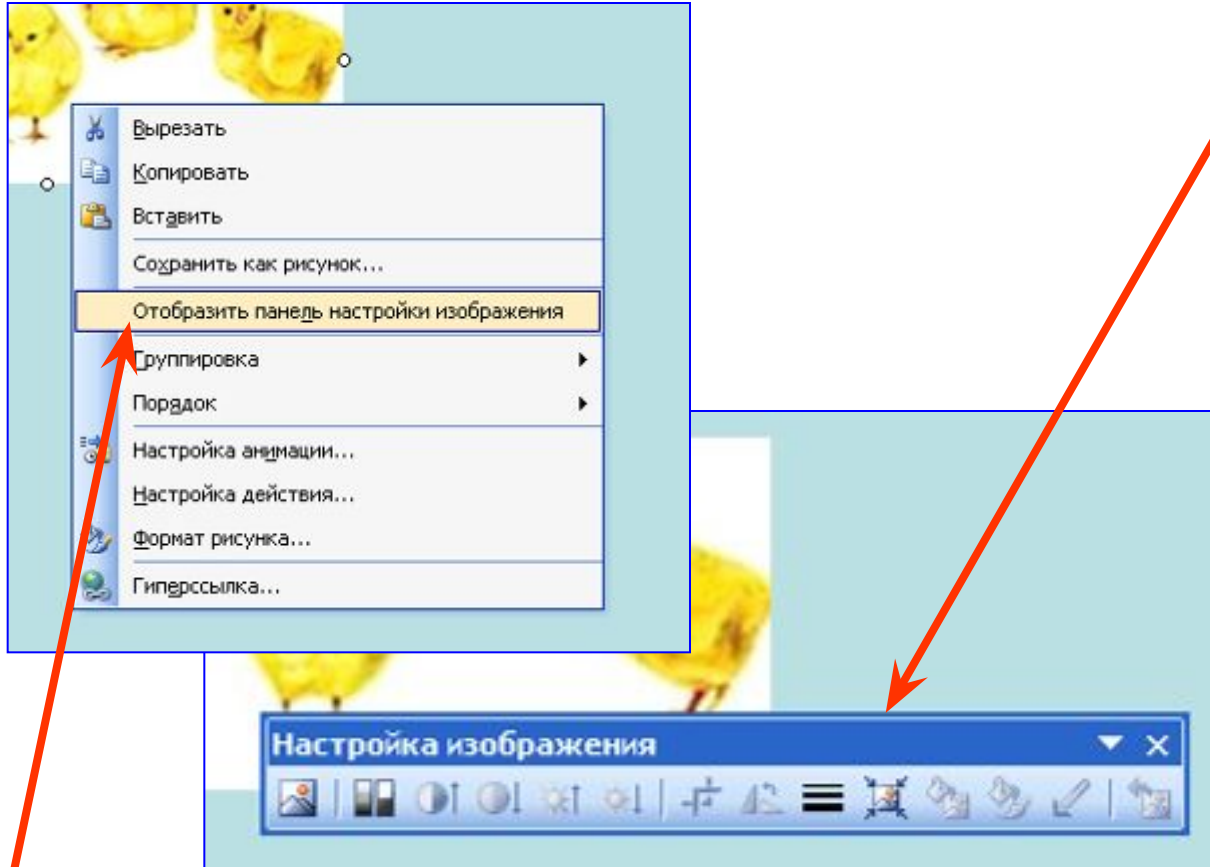 Вырезать
Копировать
Вставить
Сохранить как рисунок...
Отобразить панель настройки изображения
Группировка
Порядок
Настройка анимации...
Настройка действия...
Формат рисунка...
Гиперссылка...
Настройка изображения